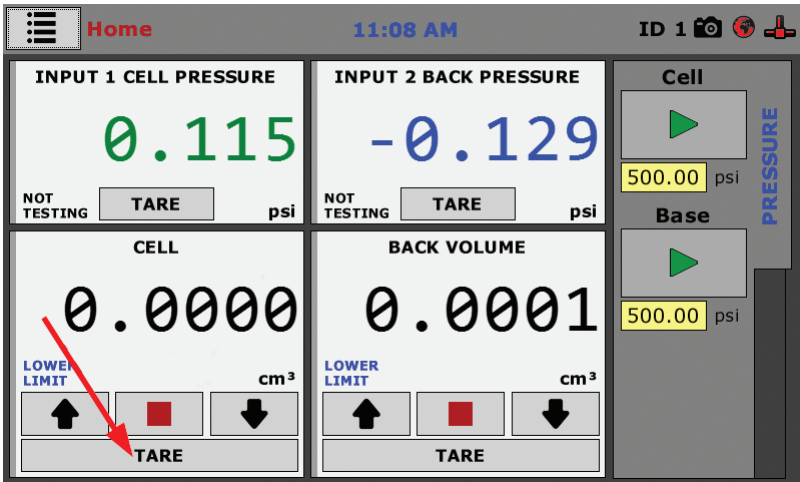 Home
11:08 AM
ID 1
INPUT 1 CELL PRESSURE
0.115
NOT
TESTING
TARE
psi
INPUT 2 BACK PRESSURE
-0.129
NOT
TESTING
TARE
psi
CELL
0.0000
LOWER
LIMIT
cm³
TARE
BACK VOLUME
0.0001
LOWER
LIMIT
cm³
TARE
Cell
500.00 psi
Base
500.00 psi
PRESSURE